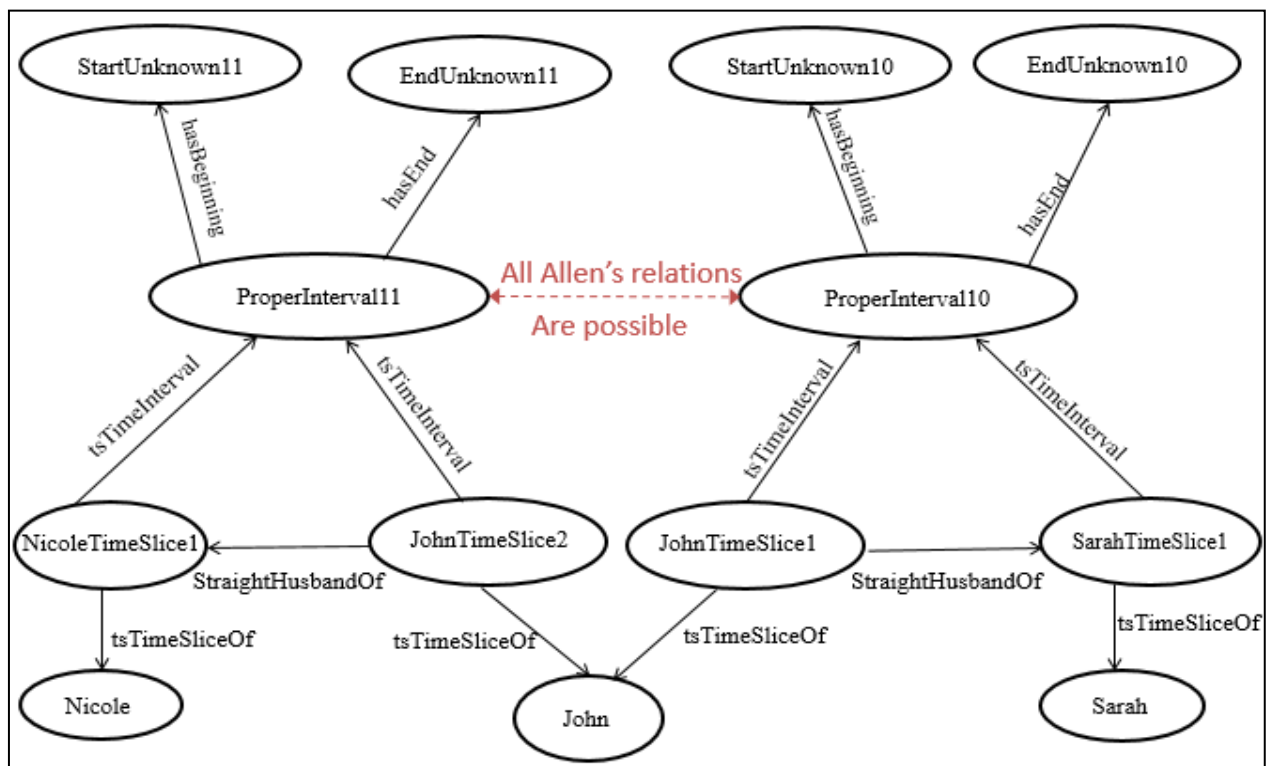 StartUnknown11
EndUnknown11
StartUnknown10
EndUnknown10
hasBeginning
hasEnd
hasBeginning
hasEnd
ProperInterval11
All Allen's relations
Are possible
ProperInterval10
tsTimeInterval
tsTimeInterval
tsTimeInterval
tsTimeInterval
NicoleTimeSlice1
JohnTimeSlice2
JohnTimeSlice1
SarahTimeSlice1
StraightHusbandOf
StraightHusbandOf
tsTimeSliceOf
tsTimeSliceOf
tsTimeSliceOf
tsTimeSliceOf
Nicole
John
Sarah